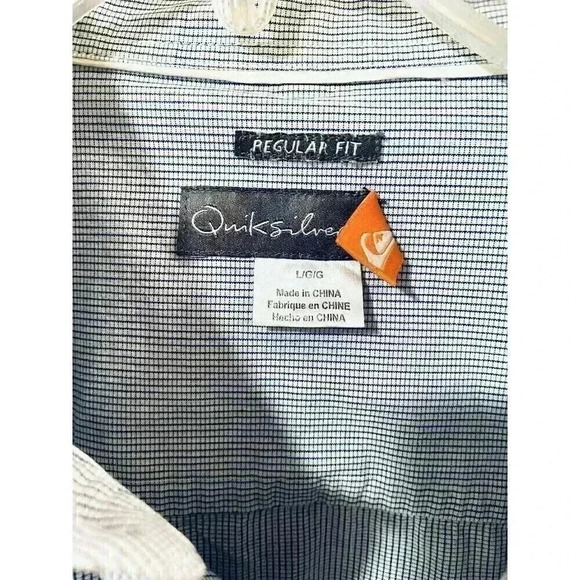 REGULAR FIT
Quiksilver
L/G/G
Made in CHINA
Fabrique en CHINE
Hecho en CHINA